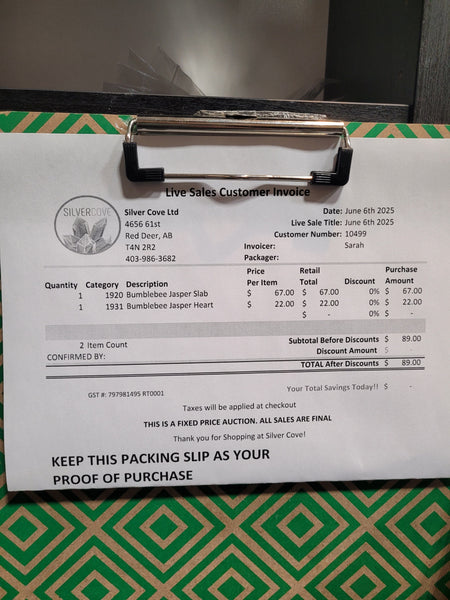 Live Sales Customer Invoice
SILVERCOVE
Silver Cove Ltd
4656 61st
Red Deer, AB
T4N 2R2
403-986-3682
Date: June 6th 2025
Live Sale Title: June 6th 2025
Customer Number: 10499
Invoicer: Sarah
Packager:
Quantity Category Description Price Per Item Retail Total Discount Purchase Amount
1 1920 Bumblebee Jasper Slab $ 67.00 $ 67.00 0% $ 67.00
1 1931 Bumblebee Jasper Heart $ 22.00 $ 22.00 0% $ 22.00
$ - 0% $ -
2 Item Count
CONFIRMED BY:
Subtotal Before Discounts $ 89.00
Discount Amount $
TOTAL After Discounts $ 89.00
GST #: 797981495 RT0001
Your Total Savings Today!! $ -
Taxes will be applied at checkout
THIS IS A FIXED PRICE AUCTION. ALL SALES ARE FINAL
Thank you for Shopping at Silver Cove!
KEEP THIS PACKING SLIP AS YOUR
PROOF OF PURCHASE